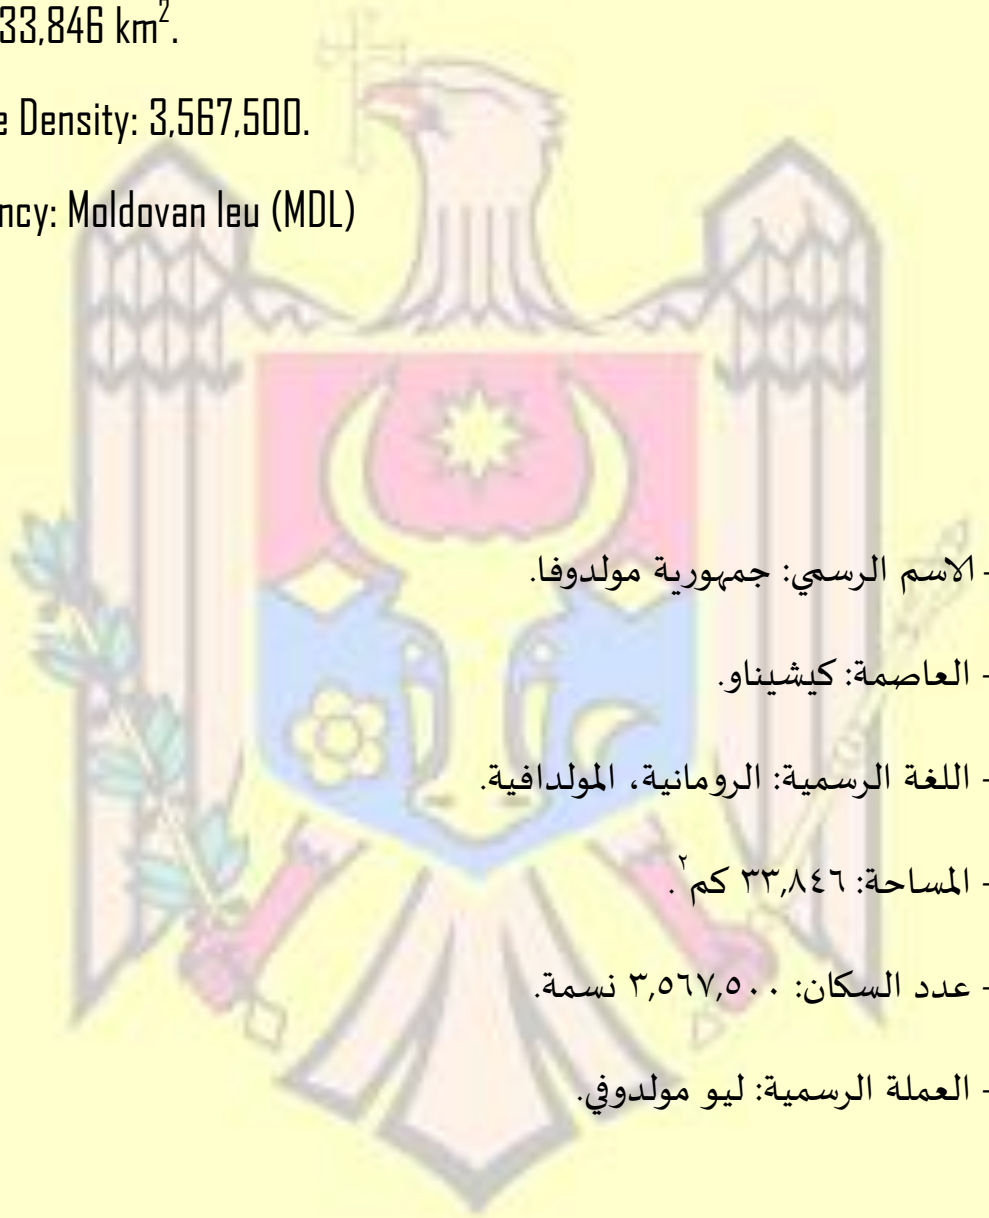 33,846 km².
e Density: 3,567,500.
ncy: Moldovan leu (MDL)
- الاسم الرسمي: جمهورية مولدوفا.
- العاصمة: كيشيناو.
- اللغة الرسمية: الرومانية، المولدافية.
- المساحة: ٣٣,٨٤٦ كم².
- عدد السكان: ٣,٥٦٧,٥٠٠ نسمة.
- العملة الرسمية: ليو مولدوفي.